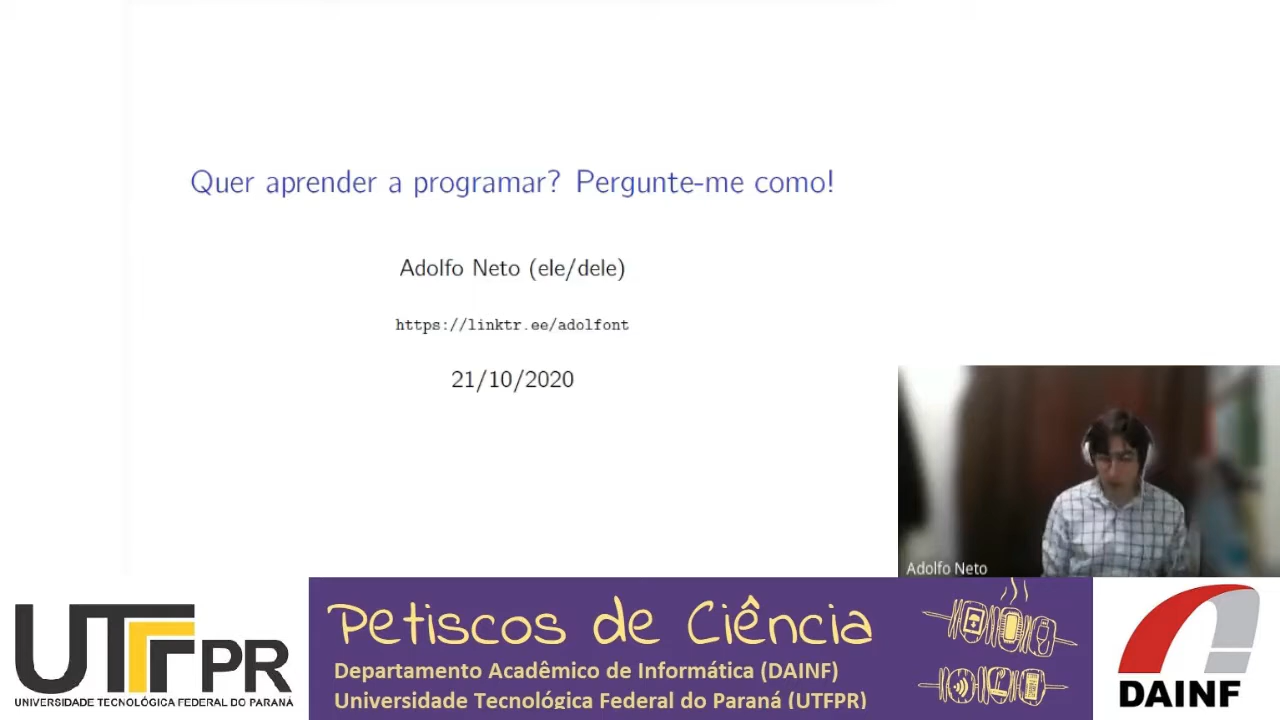 Quer aprender a programar? Pergunte-me como!
Adolfo Neto (ele/dele)
https://linktr.ee/adolfont
21/10/2020
Adolfo Neto
UTFPR
UNIVERSIDADE TECNOLÓGICA FEDERAL DO PARANÁ
Petiscos de Ciência
Departamento Acadêmico de Informática (DAINF)
Universidade Tecnológica Federal do Paraná (UTFPR)
DAINF